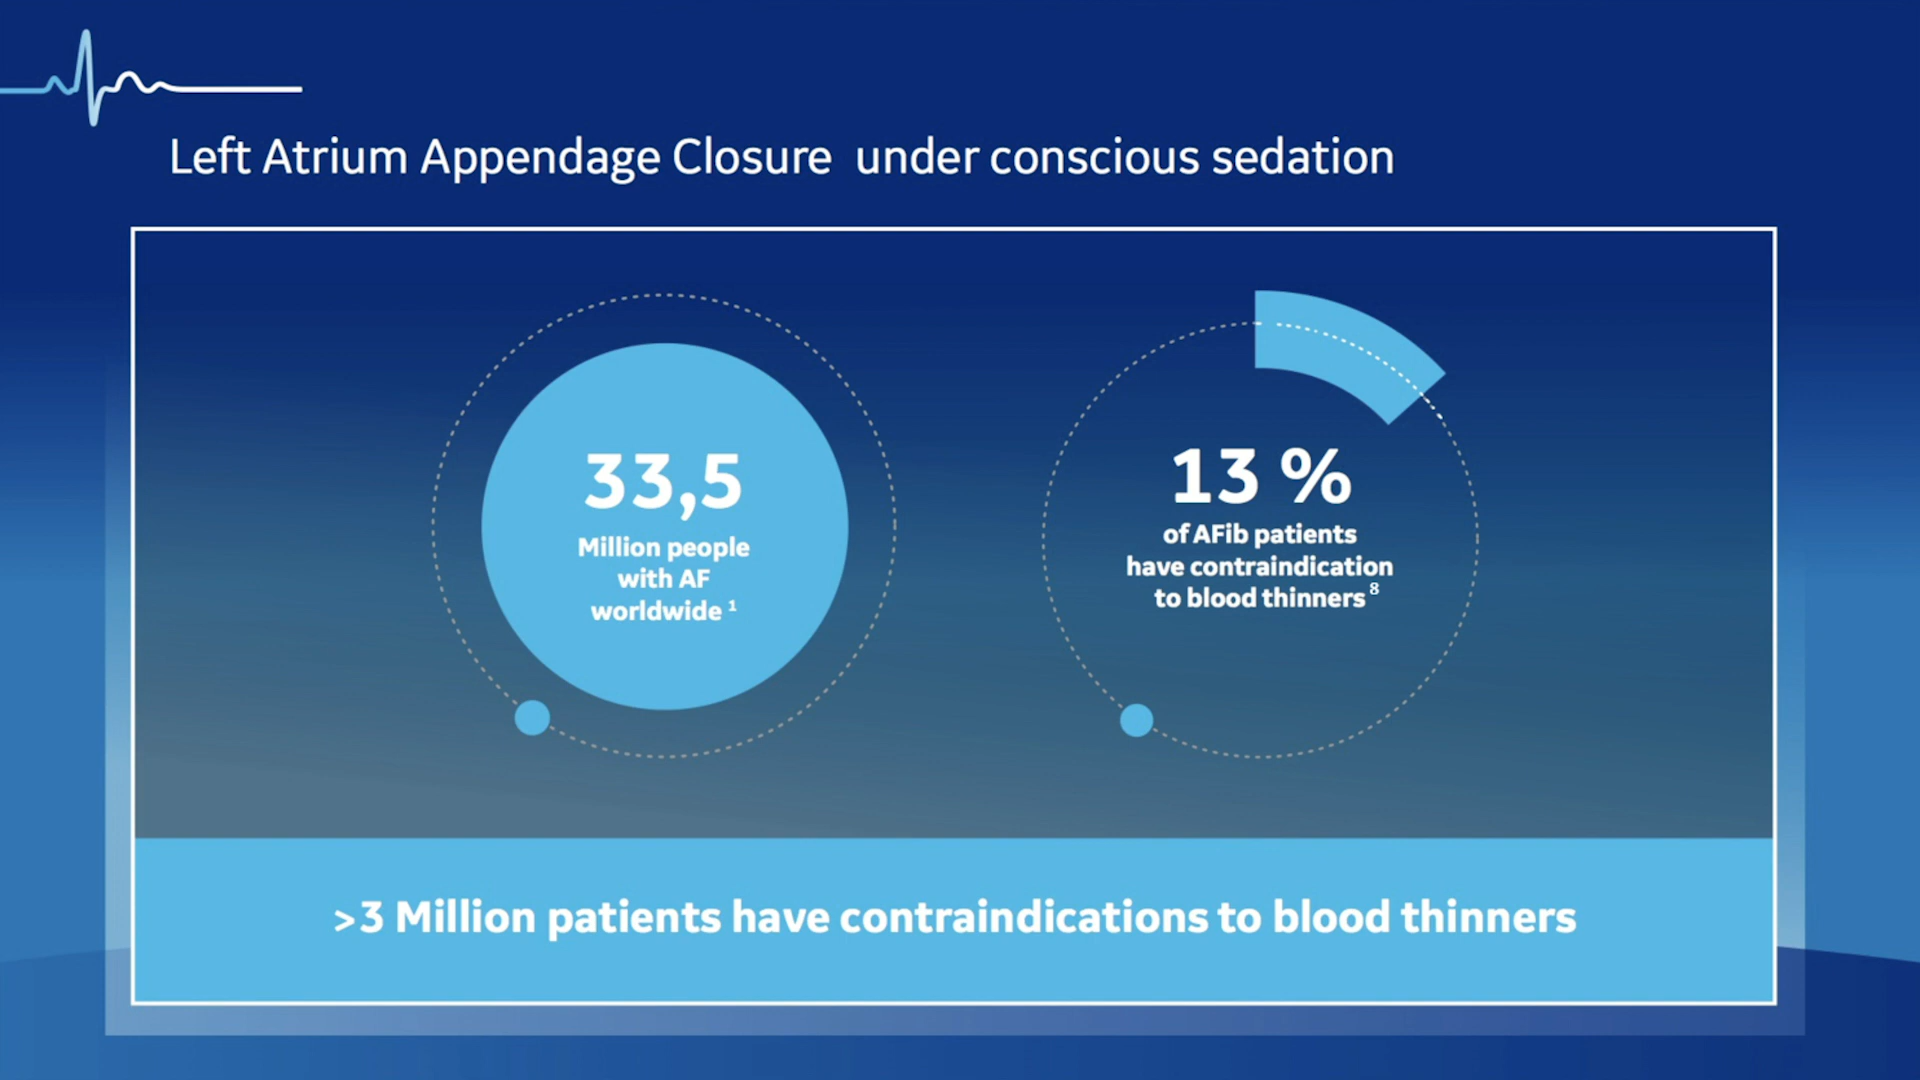 Left Atrium Appendage Closure under conscious sedation
33,5
Million people
with AF
worldwide ¹
13 %
of AFib patients
have contraindication
to blood thinners ⁸
>3 Million patients have contraindications to blood thinners